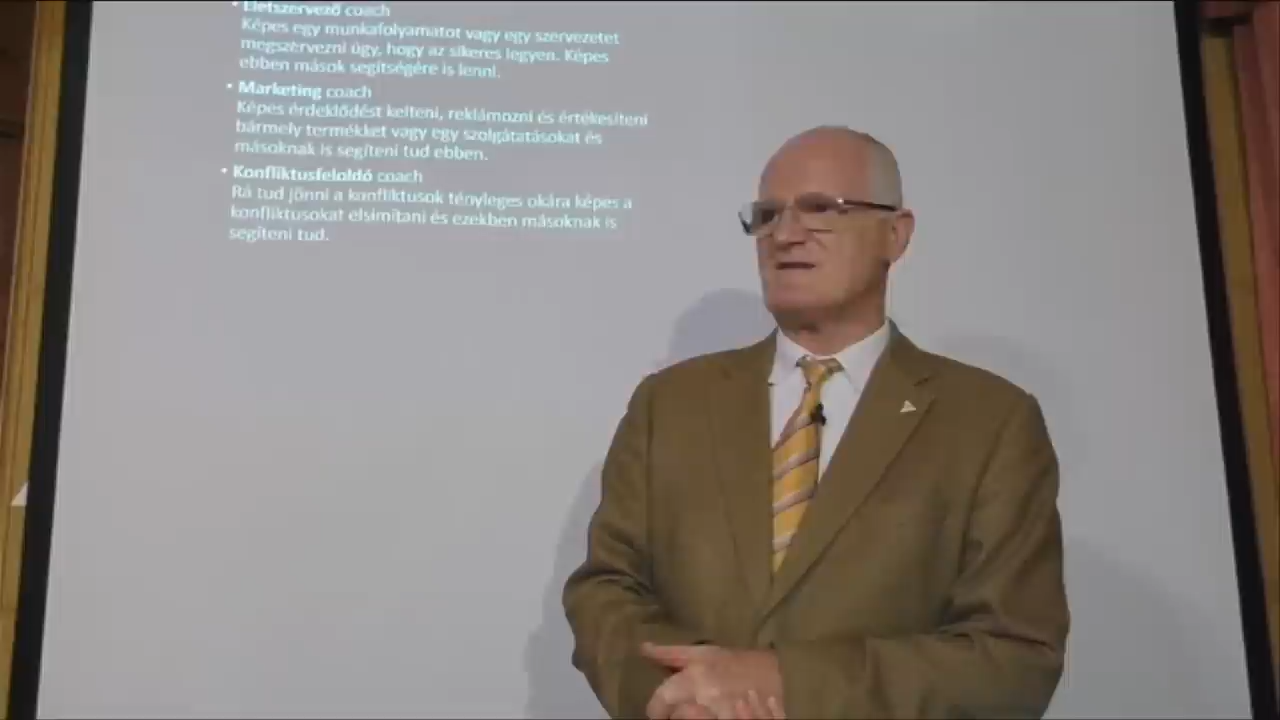 • Életszervező coach
Képes egy munkafolyamatot vagy egy szervezetet
megszervezni úgy, hogy az sikeres legyen. Képes
ebben mások segítségére is lenni.
• Marketing coach
Képes érdeklődést kelteni, reklámozni és értékesíteni
bármely termékket vagy egy szolgátatásokat és
másoknak is segíteni tud ebben.
• Konfliktusfeloldó coach
Rá tud jönni a konfliktusok tényleges okára képes a
konfliktusokat elsimítani és ezekben másoknak is
segíteni tud.